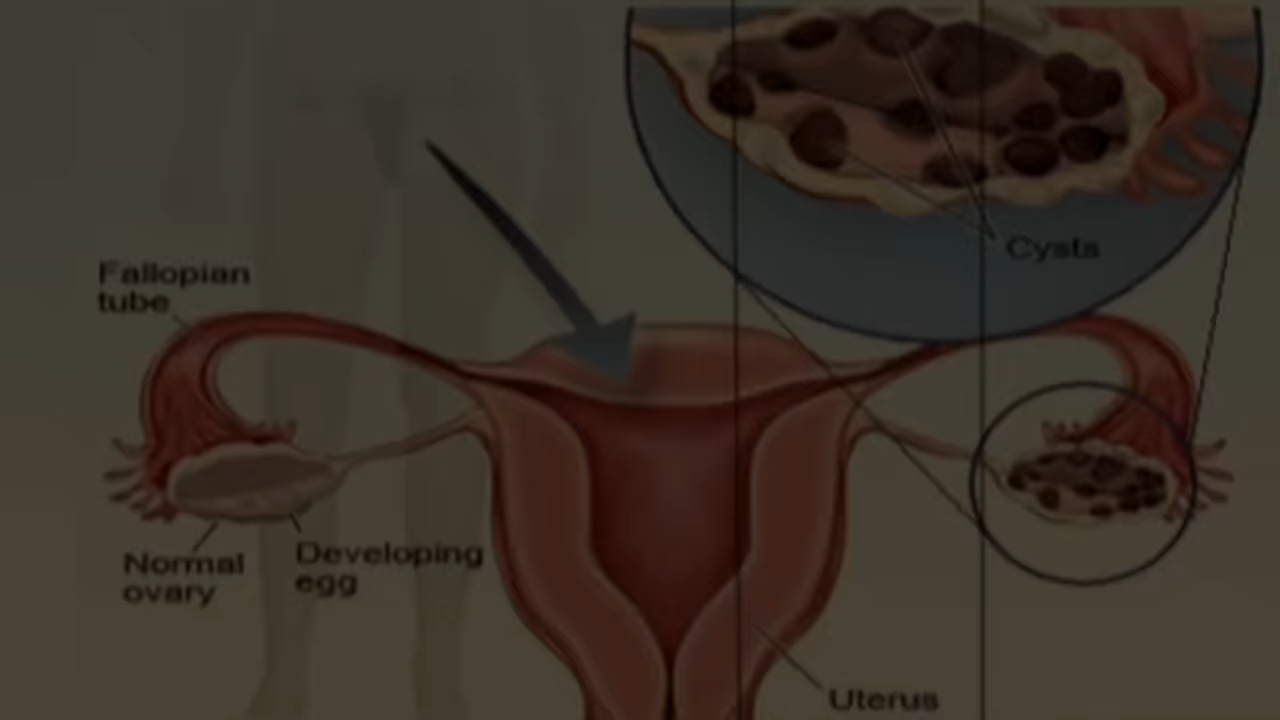 Cysts
Fallopian
tube
Normal
ovary
Developing
egg
Uterus